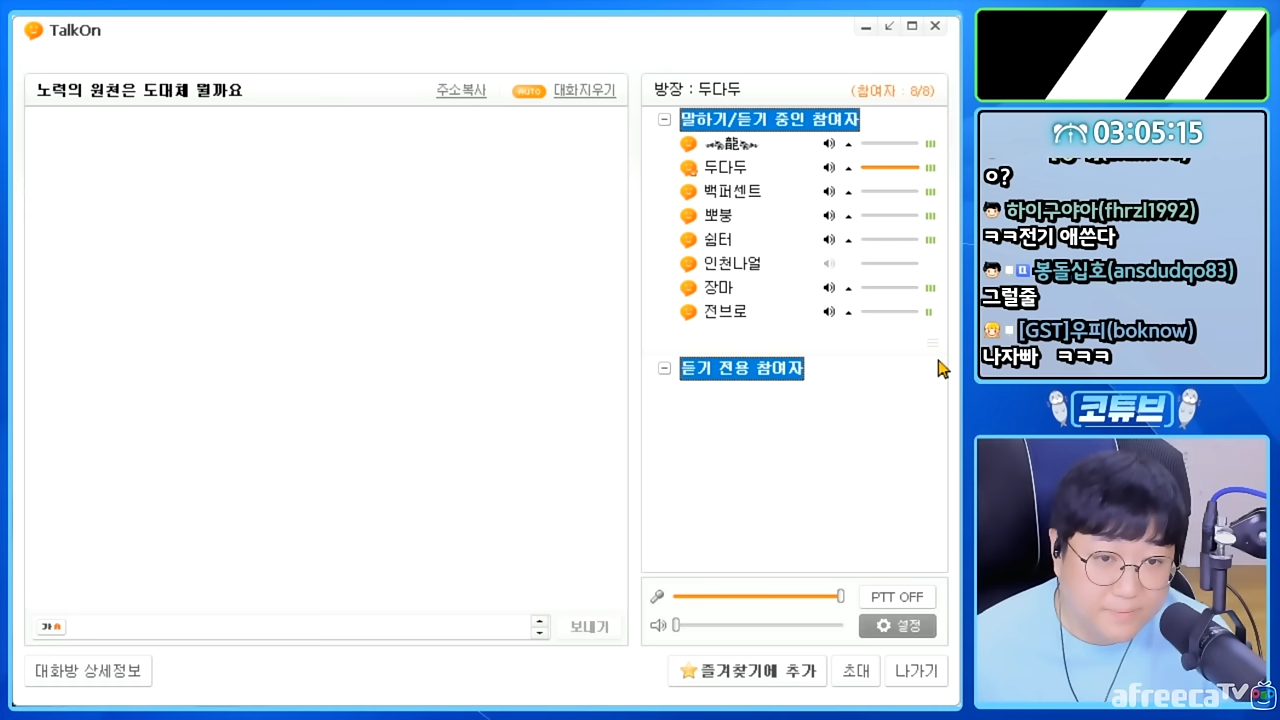 TalkOn
노력의 원천은 도대체 뭘까요
주소복사
AUTO 대화지우기
방장 : 두다두
(참여자 : 8/8)
말하기/듣기 중인 참여자
龍
두다두
백퍼센트
뽀붕
쉼터
인천나얼
장마
전브로
듣기 전용 참여자
가
보내기
PTT OFF
설정
대화방 상세정보
즐겨찾기에 추가
초대
나가기
03:05:15
ㅇ?
하이구야아(fhrzl1992)
ㅋㅋ전기 애쓴다
봉돌십호(ansdudqo83)
그럴줄
[GST]우피(boknow)
나자빠 ㅋㅋㅋ
코튜브
afreecaTV